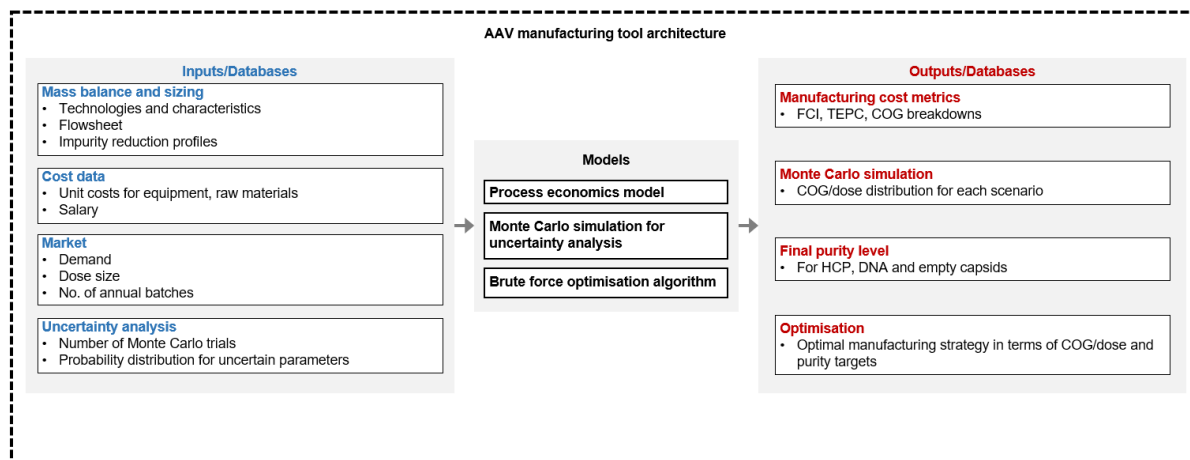 AAV manufacturing tool architecture
Inputs/Databases
Mass balance and sizing
• Technologies and characteristics
• Flowsheet
• Impurity reduction profiles
Cost data
• Unit costs for equipment, raw materials
• Salary
Market
• Demand
• Dose size
• No. of annual batches
Uncertainty analysis
• Number of Monte Carlo trials
• Probability distribution for uncertain parameters
Models
Process economics model
Monte Carlo simulation for
uncertainty analysis
Brute force optimisation algorithm
Outputs/Databases
Manufacturing cost metrics
• FCI, TEPC, COG breakdowns
Monte Carlo simulation
• COG/dose distribution for each scenario
Final purity level
• For HCP, DNA and empty capsids
Optimisation
• Optimal manufacturing strategy in terms of COG/dose and
purity targets